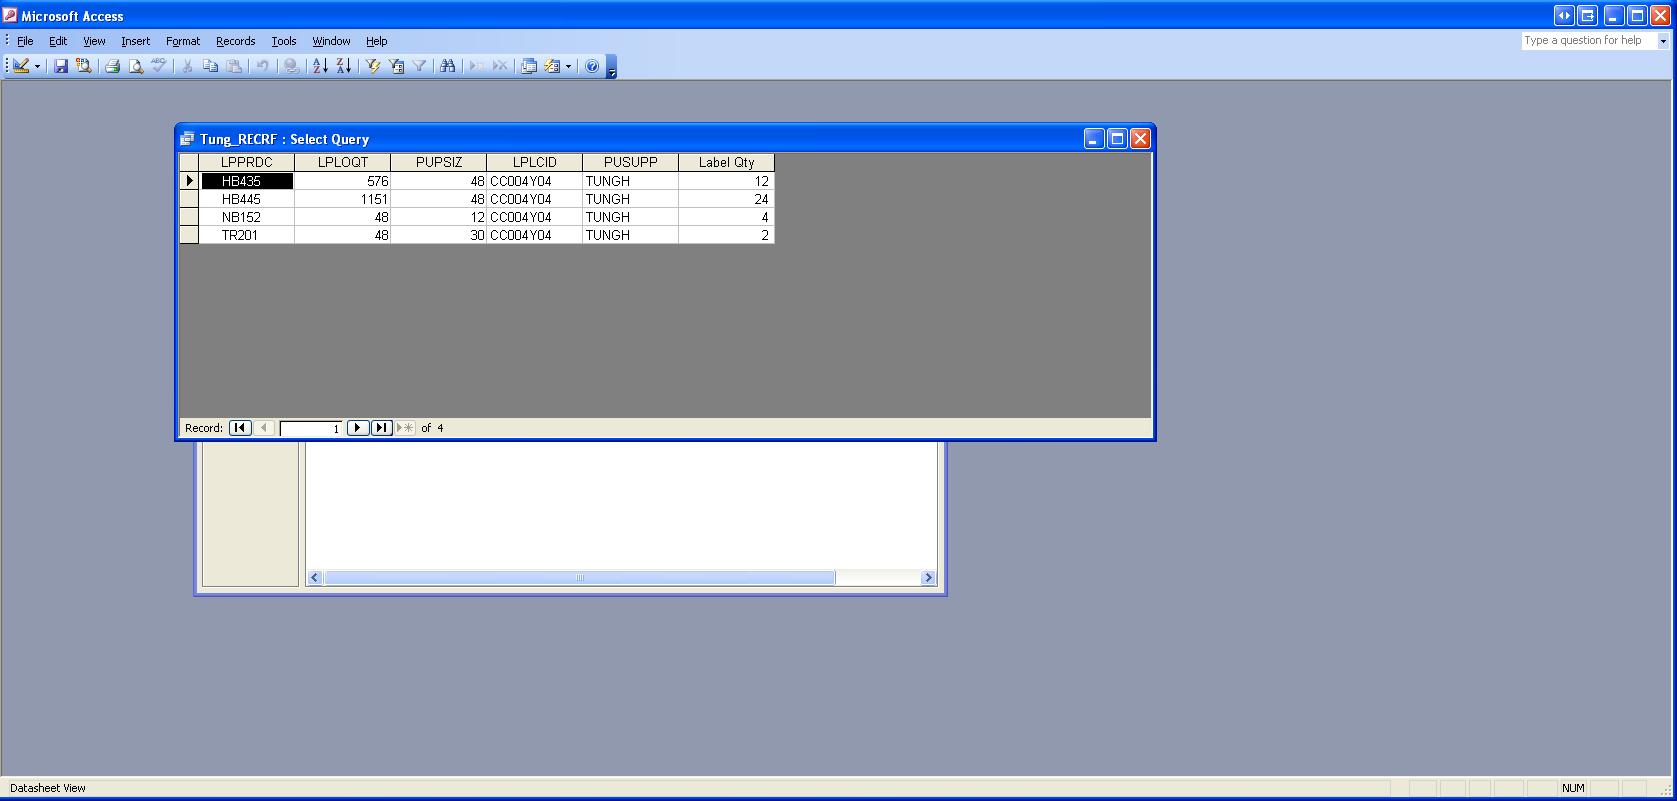 Microsoft Access
File Edit View Insert Format Records Tools Window Help
Type a question for help
Tung_RECRF : Select Query
LPPRDC LPLOQT PUPSIZ LPLCID PUSUPP Label Qty
HB435 576 48 CC004Y04 TUNGH 12
HB445 1151 48 CC004Y04 TUNGH 24
NB152 48 12 CC004Y04 TUNGH 4
TR201 48 30 CC004Y04 TUNGH 2
Record: 1 of 4
Datasheet View NUM